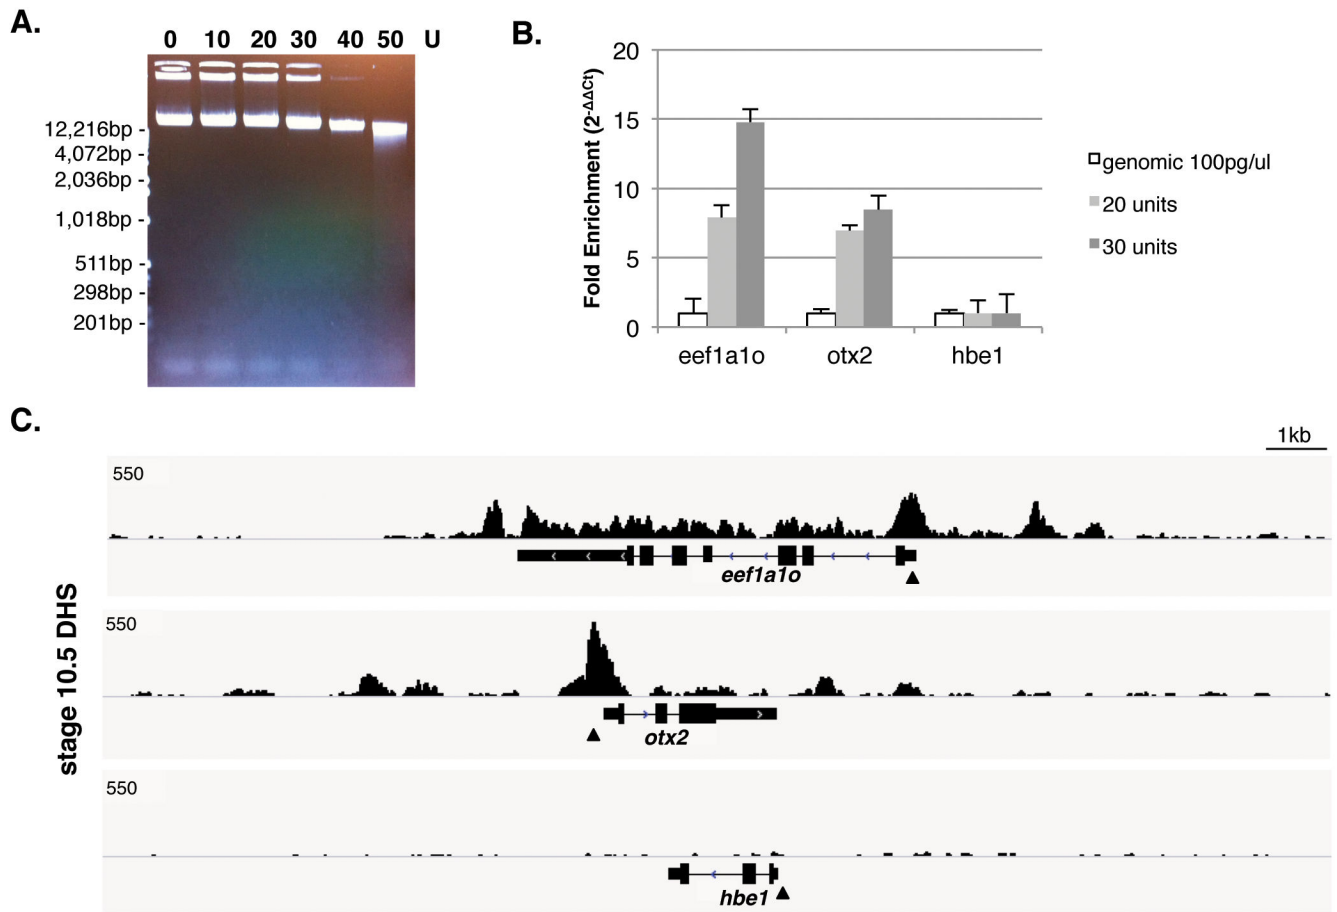 A.
0 10 20 30 40 50 U
12,216bp -
4,072bp -
2,036bp -
1,018bp -
511bp -
298bp -
201bp -
B.
Fold Enrichment (2-ΔΔCt)
20
15
10
5
0
eef1a1o otx2 hbe1
genomic 100pg/ul
20 units
30 units
C.
1kb
stage 10.5 DHS
550
eef1a1o
550
otx2
550
hbe1